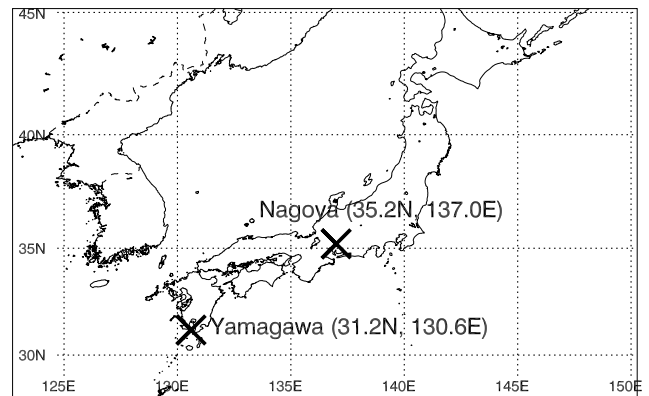 45N
40N
Nagoya (35.2N, 137.0E)
35N
Yamagawa (31.2N, 130.6E)
30N
125E 130E 135E 140E 145E 150E